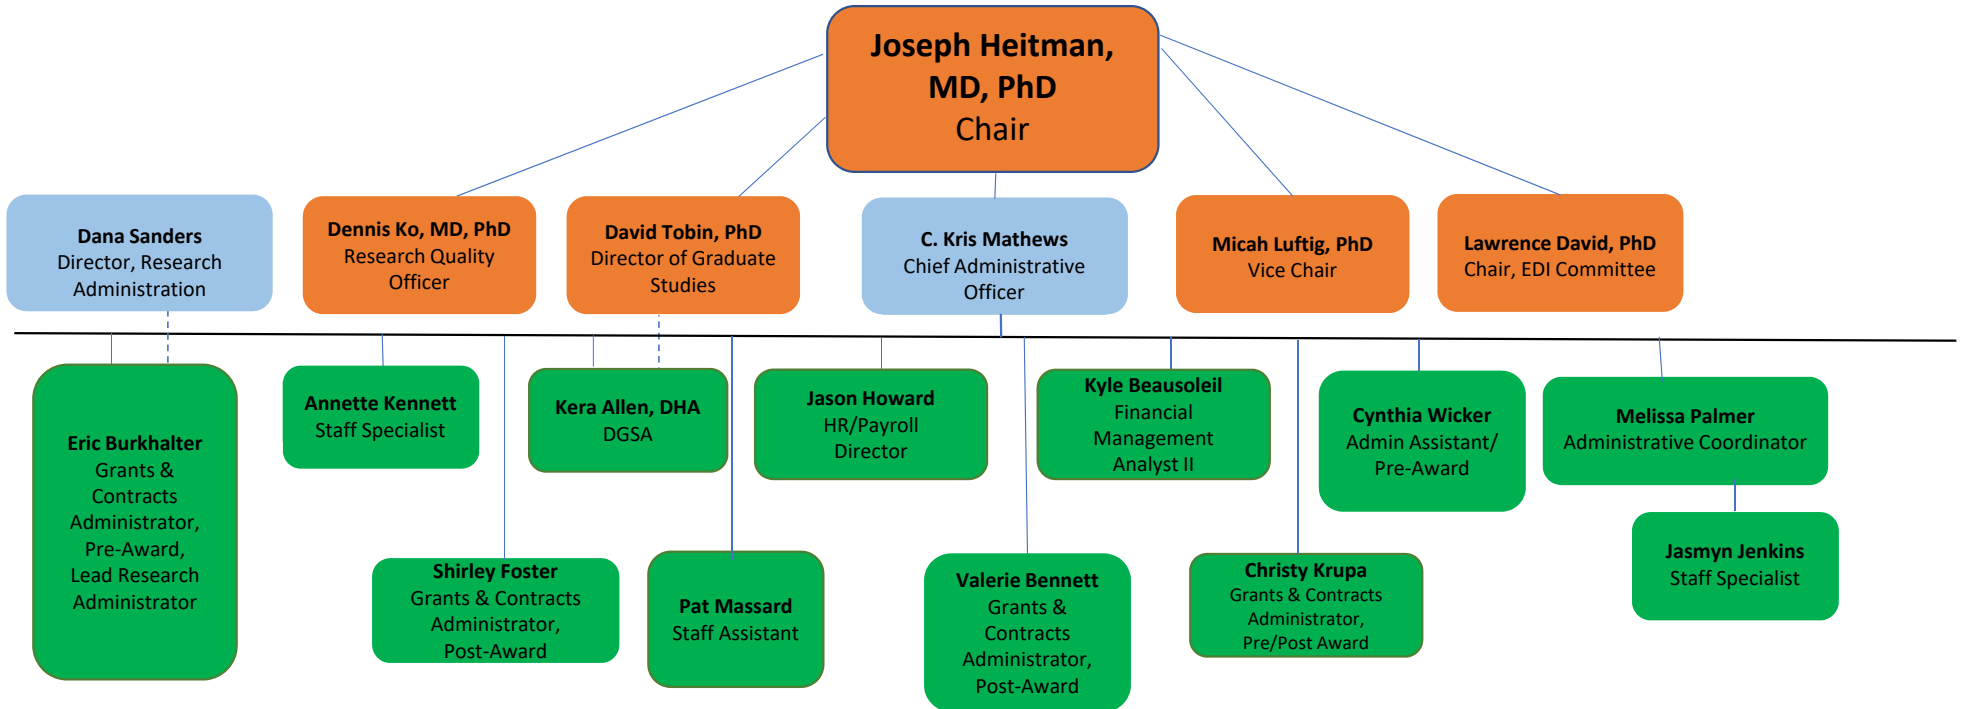 Joseph Heitman,
MD, PhD
Chair
Dana Sanders
Director, Research
Administration
Dennis Ko, MD, PhD
Research Quality
Officer
David Tobin, PhD
Director of Graduate
Studies
C. Kris Mathews
Chief Administrative
Officer
Micah Luftig, PhD
Vice Chair
Lawrence David, PhD
Chair, EDI Committee
Eric Burkhalter
Grants &
Contracts
Administrator,
Pre-Award,
Lead Research
Administrator
Annette Kennett
Staff Specialist
Kera Allen, DHA
DGSA
Jason Howard
HR/Payroll
Director
Kyle Beausoleil
Financial
Management
Analyst II
Cynthia Wicker
Admin Assistant/
Pre-Award
Melissa Palmer
Administrative Coordinator
Shirley Foster
Grants & Contracts
Administrator,
Post-Award
Pat Massard
Staff Assistant
Valerie Bennett
Grants &
Contracts
Administrator,
Post-Award
Christy Krupa
Grants & Contracts
Administrator,
Pre/Post Award
Jasmyn Jenkins
Staff Specialist